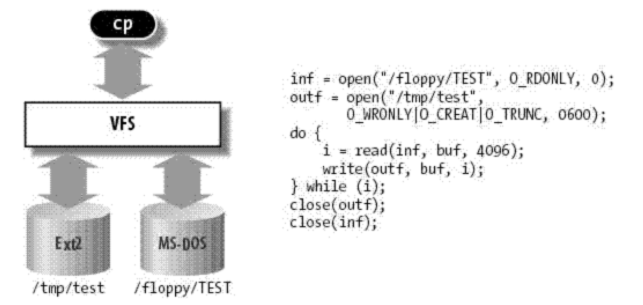 cp
VFS
Ext2
MS-DOS
/tmp/test
/floppy/TEST
inf = open("/floppy/TEST", O_RDONLY, 0);
outf = open("/tmp/test",
O_WRONLY|O_CREAT|O_TRUNC, 0600);
do {
i = read(inf, buf, 4096);
write(outf, buf, i);
} while (i);
close(outf);
close(inf);